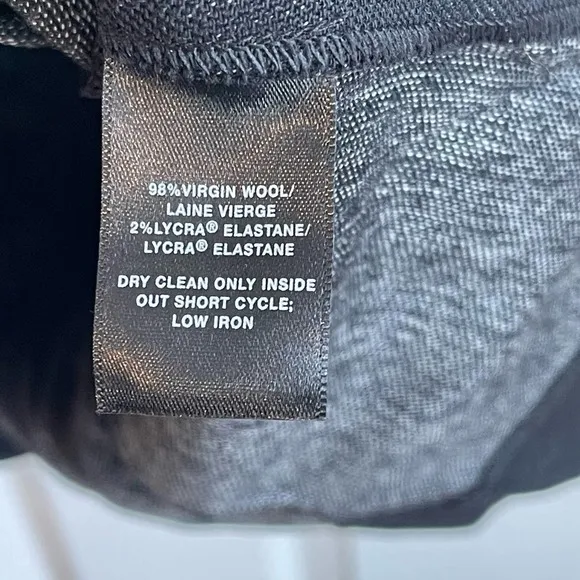 98%VIRGIN WOOL/
LAINE VIERGE
2%LYCRA® ELASTANE/
LYCRA® ELASTANE
DRY CLEAN ONLY INSIDE
OUT SHORT CYCLE;
LOW IRON